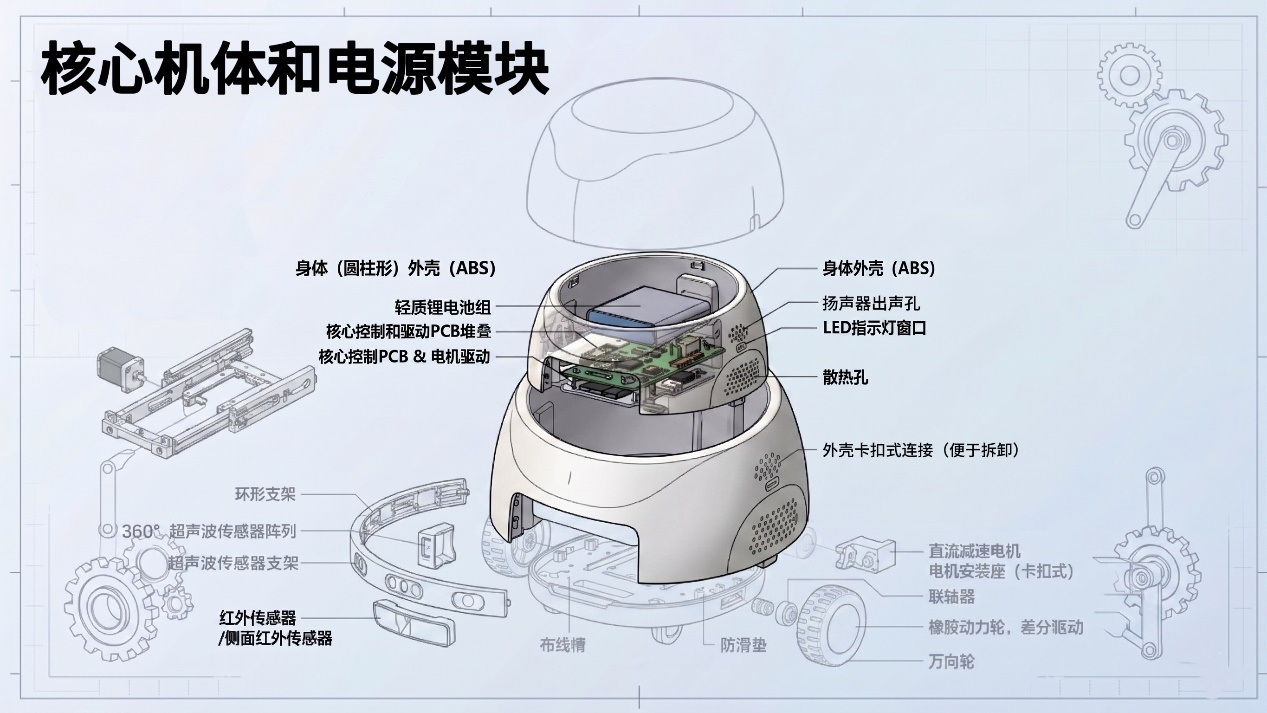 核心机体和电源模块
身体（圆柱形）外壳（ABS）
轻质锂电池组
核心控制和驱动PCB堆叠
核心控制PCB & 电机驱动
身体外壳（ABS）
扬声器出声孔
LED指示灯窗口
散热孔
外壳卡扣式连接（便于拆卸）
环形支架
360° 超声波传感器阵列
超声波传感器支架
红外传感器
/侧面红外传感器
布线槽
防滑垫
直流减速电机
电机安装座（卡扣式）
联轴器
橡胶动力轮，差分驱动
万向轮